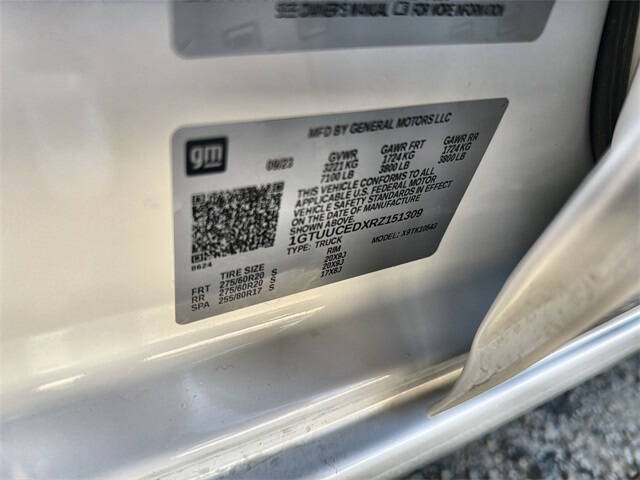 SEE OWNER'S MANUAL FOR MORE INFORMATION
gm
MFD BY GENERAL MOTORS LLC
09/23 GVWR GAWR FRT GAWR RR
3221 KG 1724 KG 1724 KG
7100 LB 3800 LB 3800 LB
THIS VEHICLE CONFORMS TO ALL
APPLICABLE U.S. FEDERAL MOTOR
VEHICLE SAFETY STANDARDS IN EFFECT
ON THE DATE OF MANUFACTURE
SHOWN ABOVE.
1GTUUCEDXRZ151309
TYPE: TRUCK MODEL: X9TK10543
8624
TIRE SIZE RIM
FRT 275/60R20 S 20X9J
RR 275/60R20 S 20X9J
SPA 255/80R17 S 17X8J